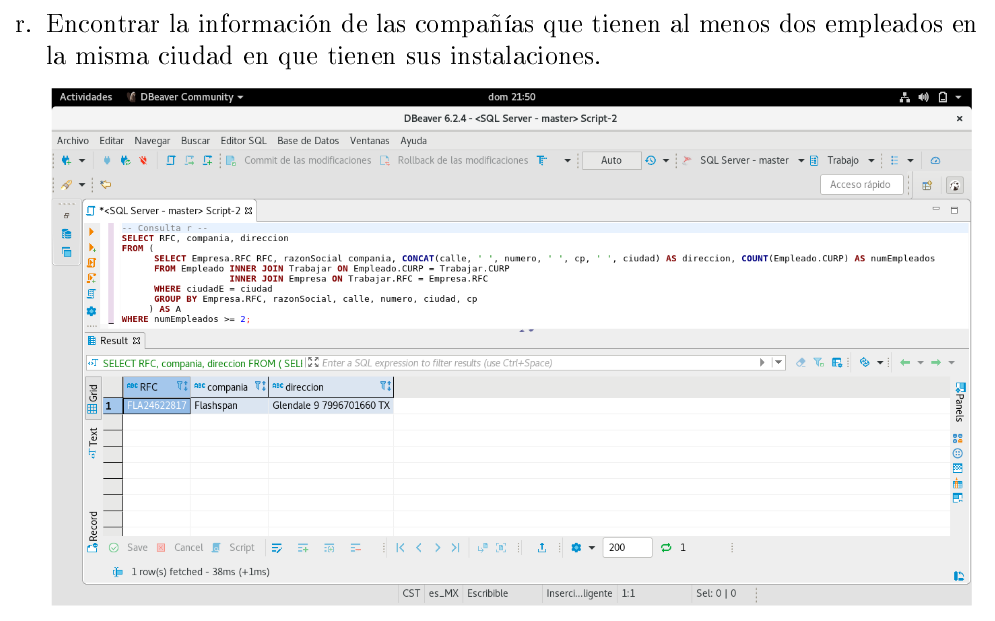 r. Encontrar la información de las compañías que tienen al menos dos empleados en
la misma ciudad en que tienen sus instalaciones.
Actividades DBeaver Community dom 21:50
DBeaver 6.2.4 - <SQL Server - master> Script-2
Archivo Editar Navegar Buscar Editor SQL Base de Datos Ventanas Ayuda
Commit de las modificaciones Rollback de las modificaciones Auto SQL Server - master Trabajo
Acceso rápido
*<SQL Server - master> Script-2
-- Consulta r --
SELECT RFC, compania, direccion
FROM (
SELECT Empresa.RFC RFC, razonSocial compania, CONCAT(calle, ' ', numero, ' ', cp, ' ', ciudad) AS direccion, COUNT(Empleado.CURP) AS numEmpleados
FROM Empleado INNER JOIN Trabajar ON Empleado.CURP = Trabajar.CURP
INNER JOIN Empresa ON Trabajar.RFC = Empresa.RFC
WHERE ciudadE = ciudad
GROUP BY Empresa.RFC, razonSocial, calle, numero, ciudad, cp
) AS A
WHERE numEmpleados >= 2;
Result
SELECT RFC, compania, direccion FROM ( SELI Enter a SQL expression to filter results (use Ctrl+Space)
Grid
Text
Record
Panels
ABC RFC ABC compania ABC direccion
1 FLA24622817 Flashspan Glendale 9 7996701660 TX
Save Cancel Script 200 1
1 row(s) fetched - 38ms (+1ms)
CST es_MX Escribible Inserci...ligente 1:1 Sel: 0 | 0